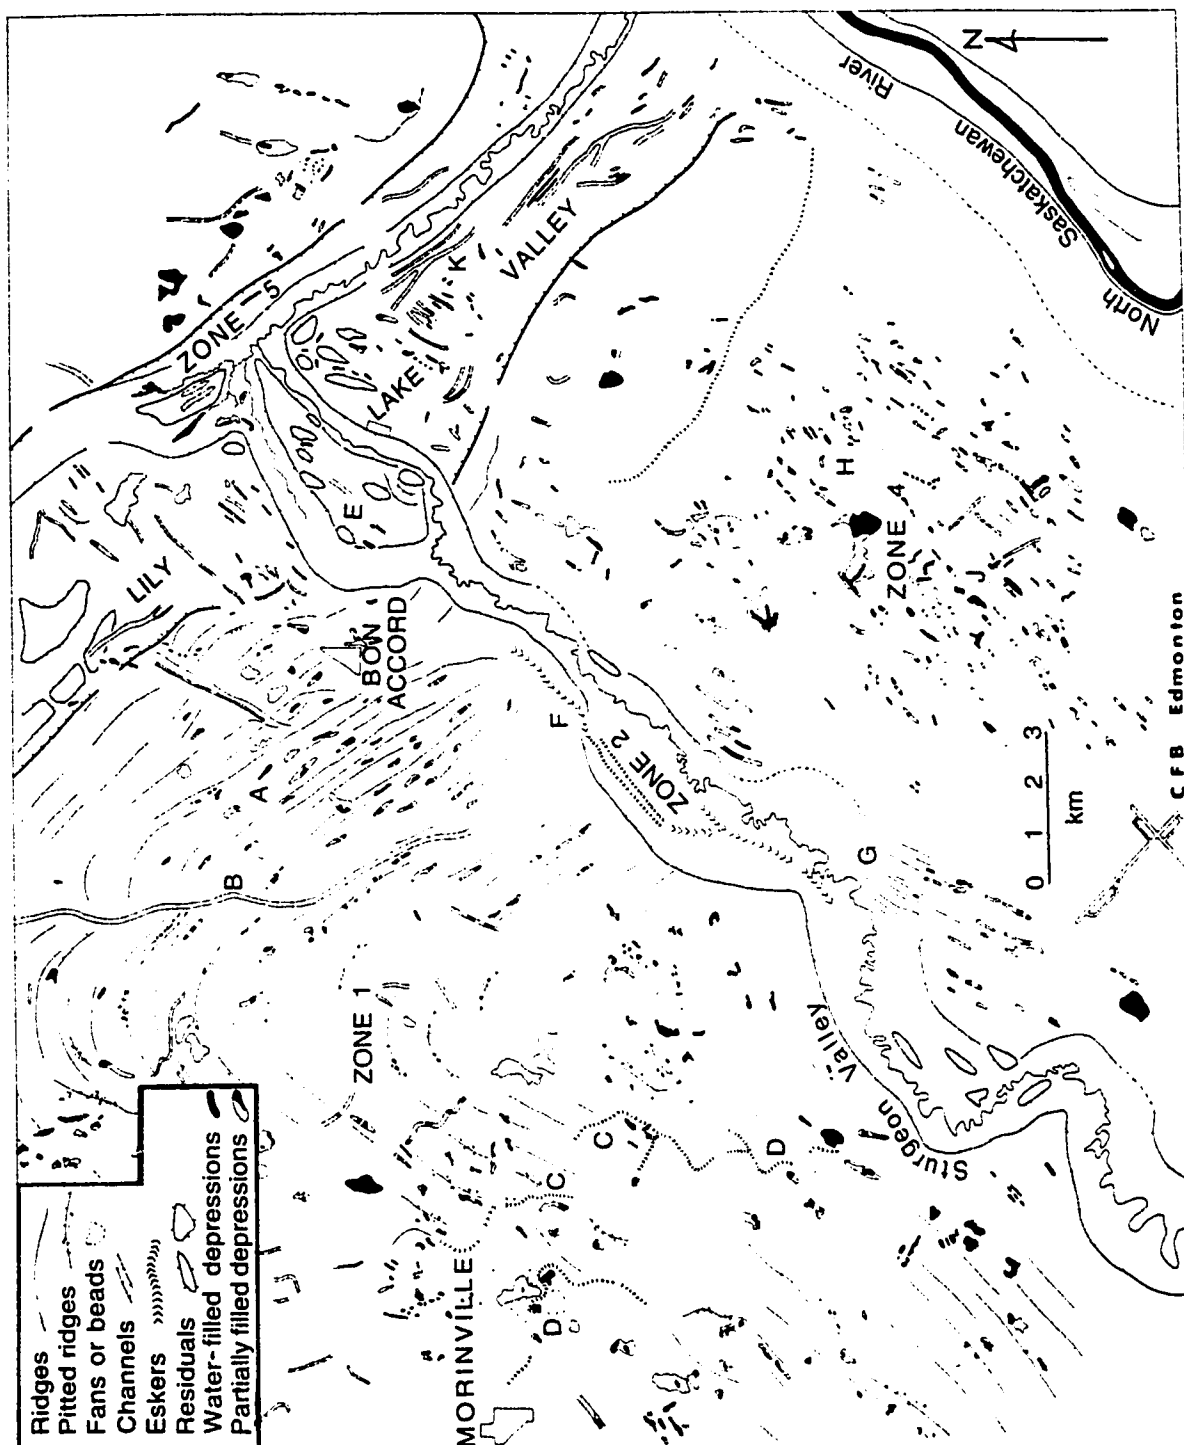 Ridges
Pitted ridges
Fans or beads
Channels
Eskers
Residuals
Water-filled depressions
Partially filled depressions
MORINVILLE
ZONE 1
B
A
LILY
BON
ACCORD
D
E
ZONE 5
LAKE
K
VALLEY
N
North Saskatchewan River
F
ZONE 2
G
H
ZONE 4
I
J
C
C
D
D
Sturgeon Valley
0 1 2 3
km
CFB Edmonton